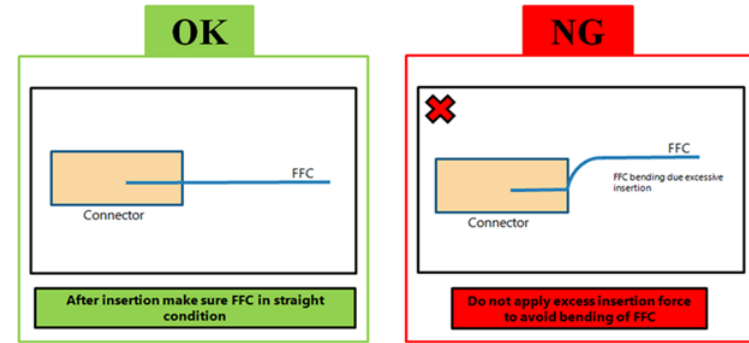 OK
FFC
Connector
After insertion make sure FFC in straight
condition
NG
FFC
FFC bending due excessive
insertion
Connector
Do not apply excess insertion force
to avoid bending of FFC